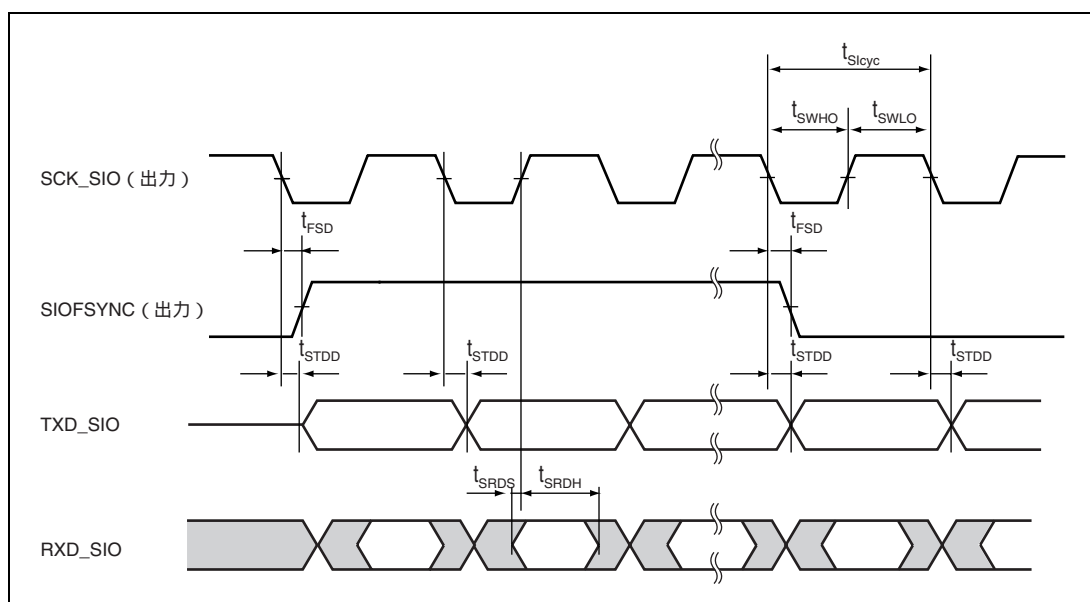 tSIcyc
tSWHO tSWLO
SCK_SIO（出力）
tFSD tFSD
SIOFSYNC（出力）
tSTDD tSTDD tSTDD tSTDD
TXD_SIO
tSRDS tSRDH
RXD_SIO